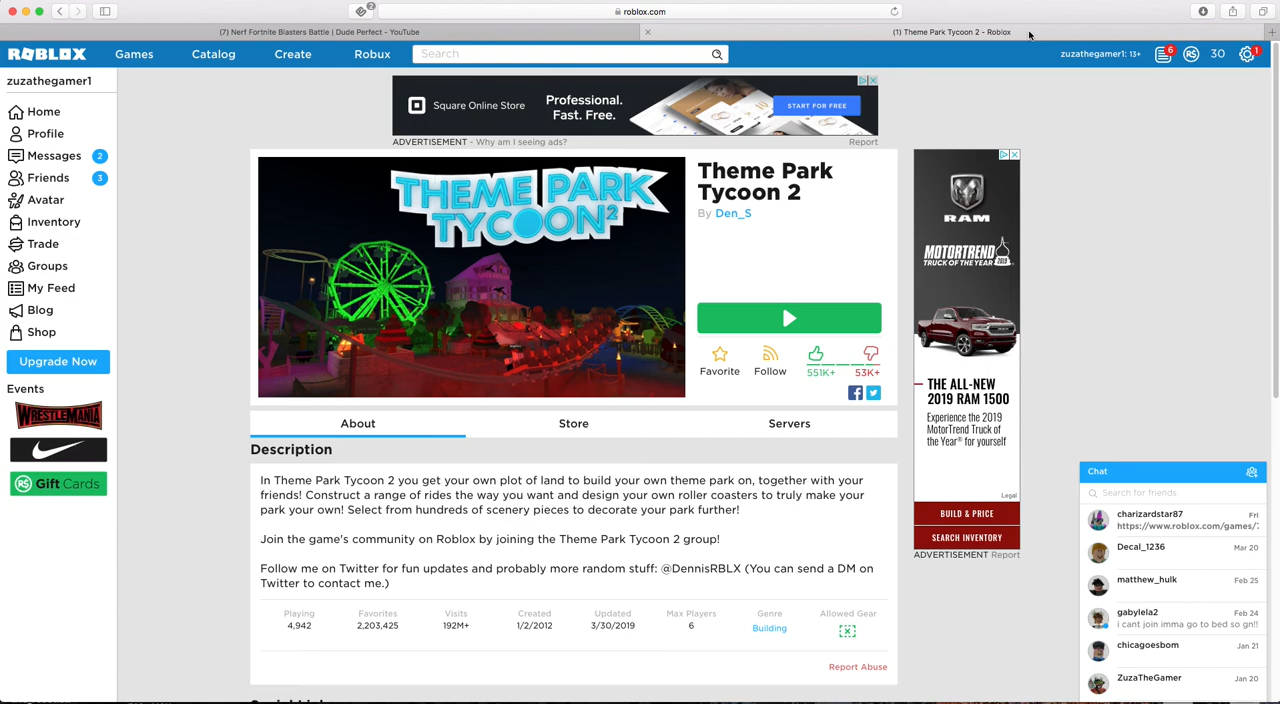 2
roblox.com
(7) Nerf Fortnite Blasters Battle | Dude Perfect - YouTube
(1) Theme Park Tycoon 2 - Roblox
ROBLOX
Games
Catalog
Create
Robux
Search
zuzathegamer1: 13+
6
30
1
zuzathegamer1
Home
Profile
Messages 2
Friends 3
Avatar
Inventory
Trade
Groups
My Feed
Blog
Shop
Upgrade Now
Events
WRESTLEMANIA
Gift Cards
Square Online Store
Professional.
Fast. Free.
START FOR FREE
ADVERTISEMENT - Why am I seeing ads?
Report
THEME PARK
TYCOON 2
Theme Park
Tycoon 2
By Den_S
Favorite
Follow
551K+
53K+
About
Store
Servers
Description
In Theme Park Tycoon 2 you get your own plot of land to build your own theme park on, together with your
friends! Construct a range of rides the way you want and design your own roller coasters to truly make your
park your own! Select from hundreds of scenery pieces to decorate your park further!
Join the game's community on Roblox by joining the Theme Park Tycoon 2 group!
Follow me on Twitter for fun updates and probably more random stuff: @DennisRBLX (You can send a DM on
Twitter to contact me.)
Playing
Favorites
Visits
Created
Updated
Max Players
Genre
Allowed Gear
4,942
2,203,425
192M+
1/2/2012
3/30/2019
6
Building
Report Abuse
RAM
MOTORTREND
TRUCK OF THE YEAR 2019
THE ALL-NEW
2019 RAM 1500
Experience the 2019
MotorTrend Truck of
the Year® for yourself
Legal
BUILD & PRICE
SEARCH INVENTORY
ADVERTISEMENT Report
Chat
Search for friends
charizardstar87 Fri
https://www.roblox.com/games/
Decal_1236 Mar 20
matthew_hulk Feb 25
gabylela2 Feb 24
i cant join imma go to bed so gn!!
chicagoesbom Jan 21
ZuzaTheGamer Jan 20